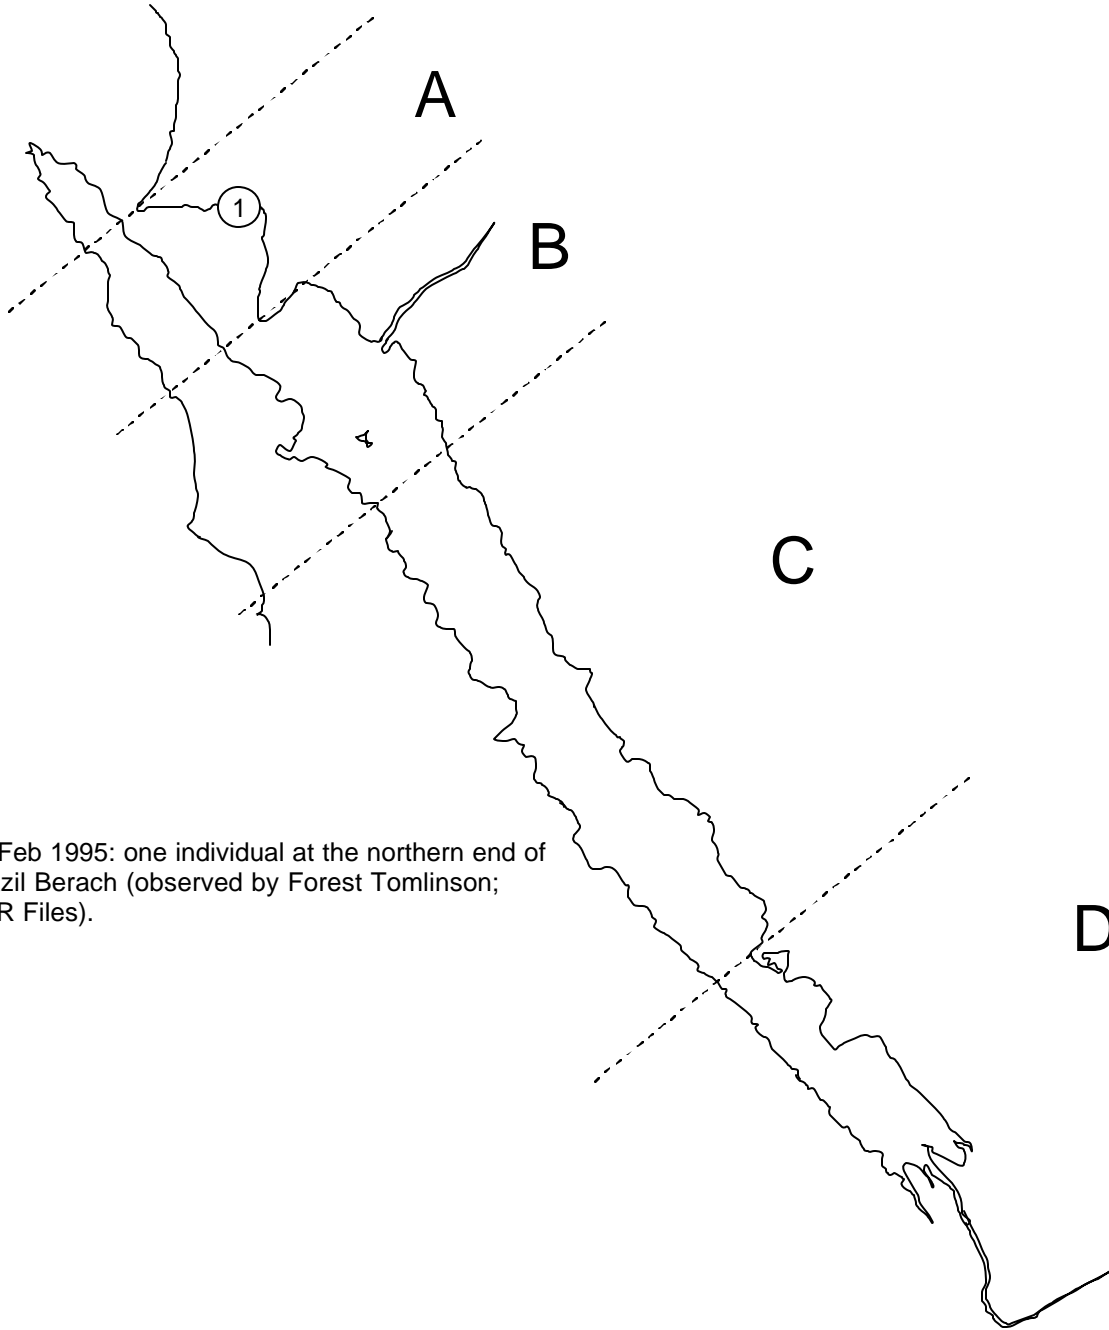 A
1
B
C
Feb 1995: one individual at the northern end of
zil Berach (observed by Forest Tomlinson;
R Files).
D